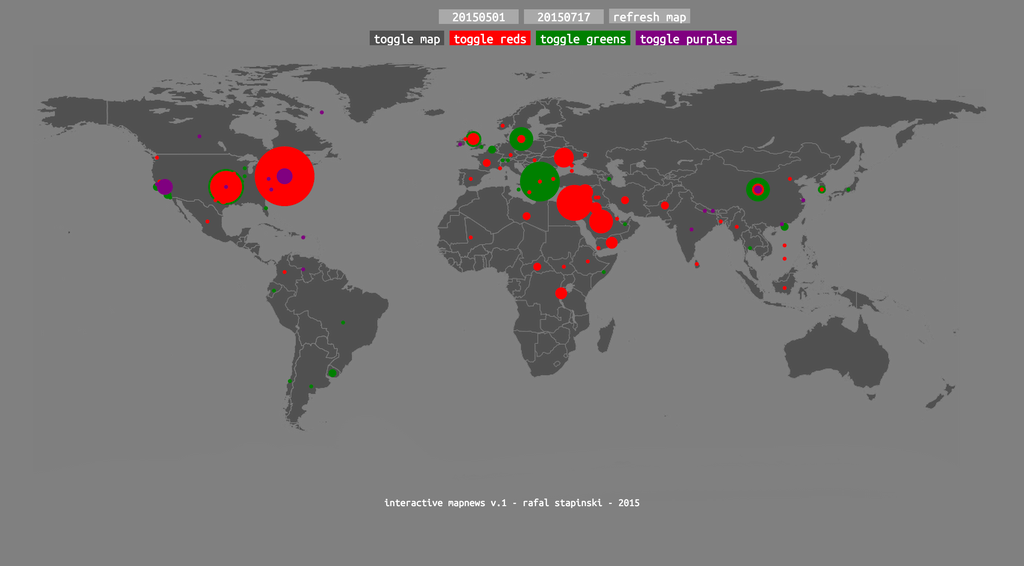 20150501 20150717 refresh map
toggle map toggle reds toggle greens toggle purples
interactive mapnews v.1 - rafal stapinski - 2015